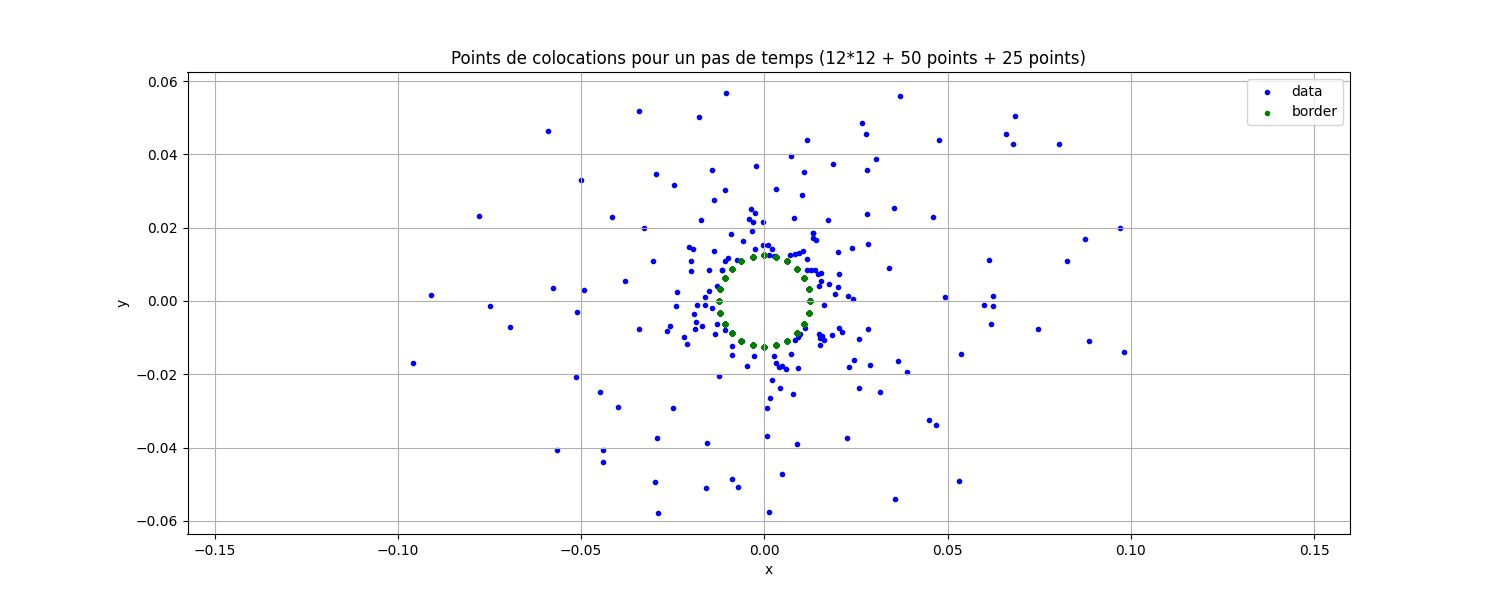 Points de colocations pour un pas de temps (12*12 + 50 points + 25 points)
data
border
0.06
0.04
0.02
0.00
−0.02
−0.04
−0.06
y
−0.15
−0.10
−0.05
0.00
0.05
0.10
0.15
x